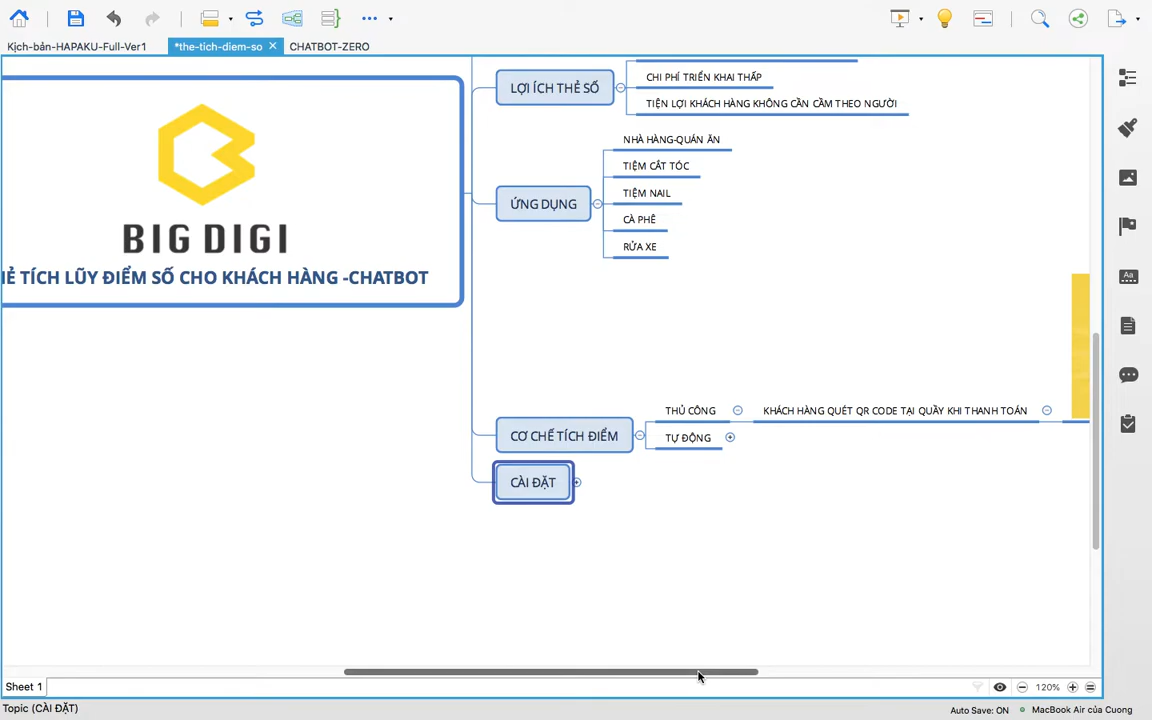 Kịch-bản-HAPAKU-Full-Ver1
*the-tich-diem-so
CHATBOT-ZERO
LỢI ÍCH THẺ SỐ
CHI PHÍ TRIỂN KHAI THẤP
TIỆN LỢI KHÁCH HÀNG KHÔNG CẦN CẦM THEO NGƯỜI
BIG DIGI
TÍCH LŨY ĐIỂM SỐ CHO KHÁCH HÀNG -CHATBOT
ỨNG DỤNG
NHÀ HÀNG-QUÁN ĂN
TIỆM CẮT TÓC
TIỆM NAIL
CÀ PHÊ
RỬA XE
CƠ CHẾ TÍCH ĐIỂM
THỦ CÔNG
KHÁCH HÀNG QUÉT QR CODE TẠI QUẦY KHI THANH TOÁN
TỰ ĐỘNG
CÀI ĐẶT
Sheet 1
120%
Topic (CÀI ĐẶT)
Auto Save: ON
MacBook Air của Cuong